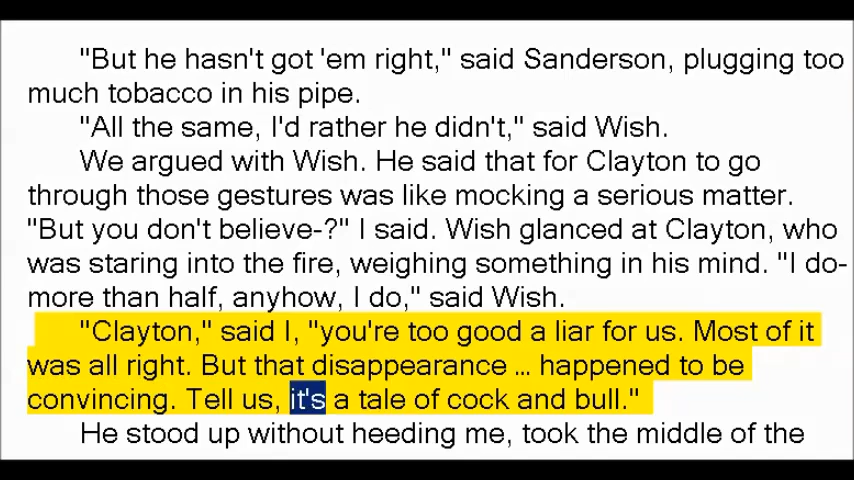 "But he hasn't got 'em right," said Sanderson, plugging too
much tobacco in his pipe.
"All the same, I'd rather he didn't," said Wish.
We argued with Wish. He said that for Clayton to go
through those gestures was like mocking a serious matter.
"But you don't believe-?" I said. Wish glanced at Clayton, who
was staring into the fire, weighing something in his mind. "I do-
more than half, anyhow, I do," said Wish.
"Clayton," said I, "you're too good a liar for us. Most of it
was all right. But that disappearance ... happened to be
convincing. Tell us, it's a tale of cock and bull."
He stood up without heeding me, took the middle of the